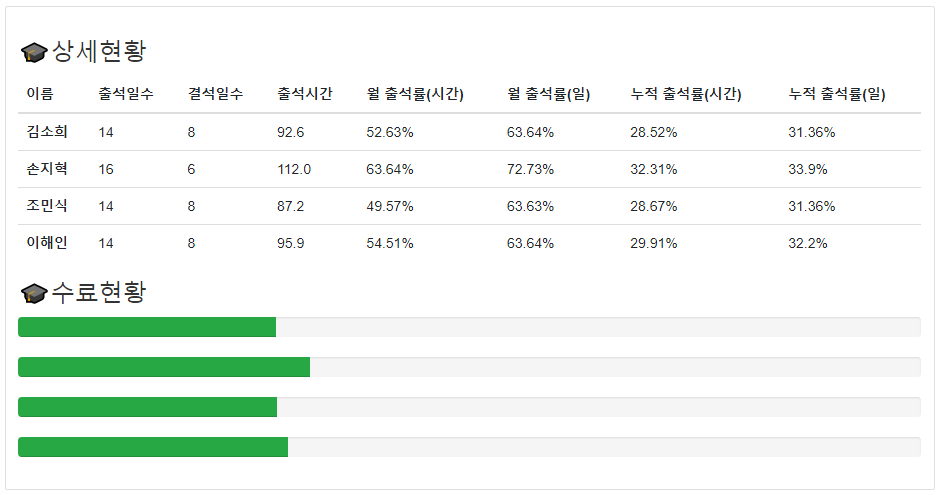 상세현황
이름 출석일수 결석일수 출석시간 월 출석률(시간) 월 출석률(일) 누적 출석률(시간) 누적 출석률(일)
김소희 14 8 92.6 52.63% 63.64% 28.52% 31.36%
손지혁 16 6 112.0 63.64% 72.73% 32.31% 33.9%
조민식 14 8 87.2 49.57% 63.63% 28.67% 31.36%
이해인 14 8 95.9 54.51% 63.64% 29.91% 32.2%
수료현황